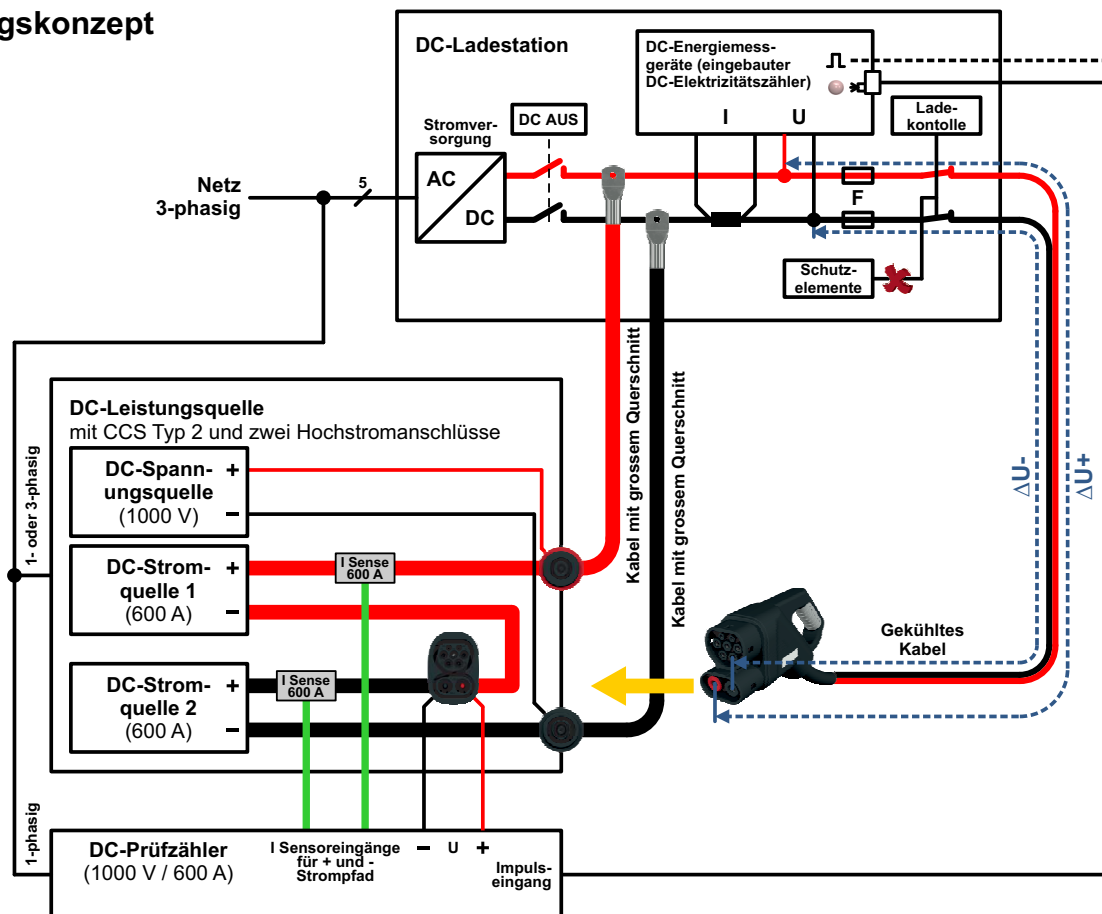 gskonzept
DC-Ladestation
DC-Energiemess-
geräte (eingebauter
DC-Elektrizitätszähler)
I U
Lade-
kontolle
Stromver-
sorgung
DC AUS
AC
DC
Netz
3-phasig
5
F
Schutz-
elemente
Kabel mit grossem Querschnitt
Kabel mit grossem Querschnitt
DC-Leistungsquelle
mit CCS Typ 2 und zwei Hochstromanschlüsse
1- oder 3-phasig
DC-Spann- +
ungsquelle
(1000 V) −
DC-Strom- +
quelle 1
(600 A) −
I Sense
600 A
DC-Strom- +
quelle 2
(600 A) −
I Sense
600 A
ΔU-
ΔU+
Gekühltes
Kabel
1-phasig
DC-Prüfzähler
(1000 V / 600 A)
I Sensoreingänge
für + und -
Strompfad
− U +
Impuls-
eingang